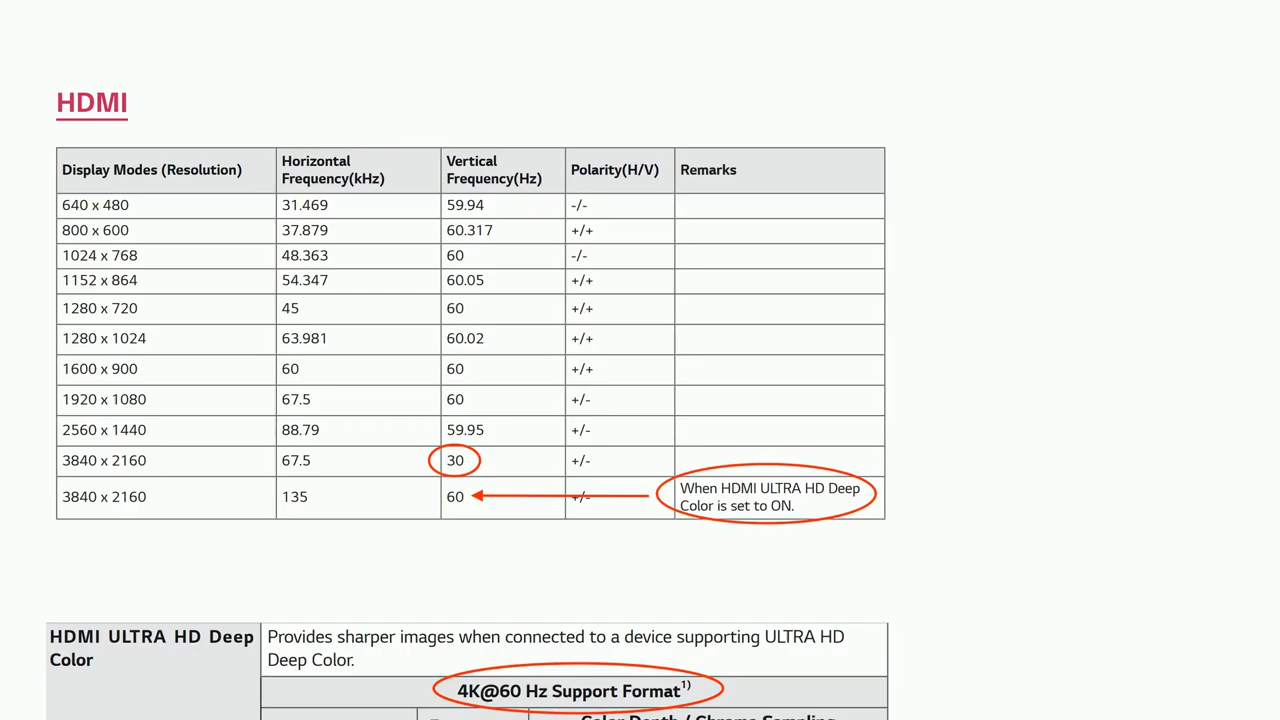 HDMI
Display Modes (Resolution) Horizontal Frequency(kHz) Vertical Frequency(Hz) Polarity(H/V) Remarks
640 x 480 31.469 59.94 -/-
800 x 600 37.879 60.317 +/+
1024 x 768 48.363 60 -/-
1152 x 864 54.347 60.05 +/+
1280 x 720 45 60 +/+
1280 x 1024 63.981 60.02 +/+
1600 x 900 60 60 +/+
1920 x 1080 67.5 60 +/-
2560 x 1440 88.79 59.95 +/-
3840 x 2160 67.5 30 +/-
3840 x 2160 135 60 +/- When HDMI ULTRA HD Deep Color is set to ON.
HDMI ULTRA HD Deep Color
Provides sharper images when connected to a device supporting ULTRA HD
Deep Color.
4K@60 Hz Support Format1)
Color Depth / Chroma Sampling